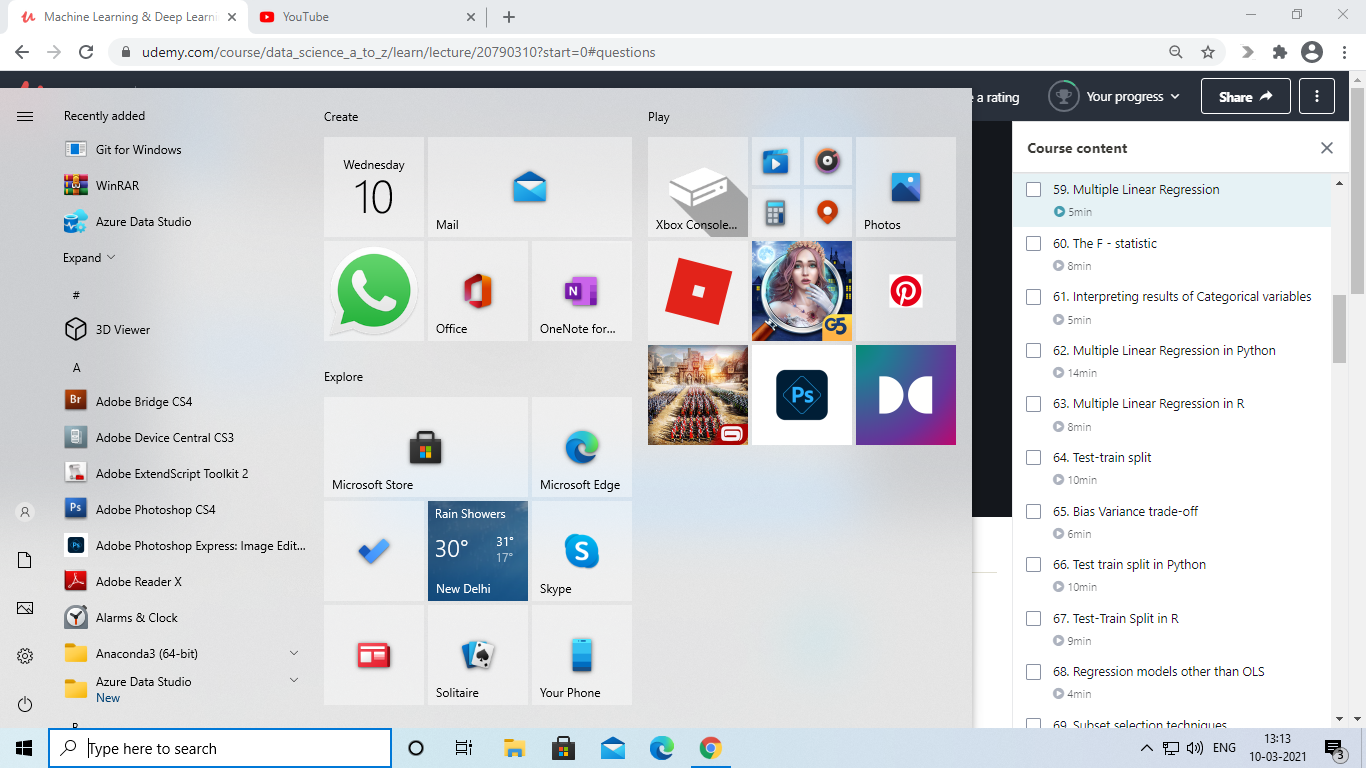 Machine Learning & Deep Learni
YouTube
udemy.com/course/data_science_a_to_z/learn/lecture/20790310?start=0#questions
a rating
Your progress
Share
Recently added
Git for Windows
WinRAR
Azure Data Studio
Expand
#
3D Viewer
A
Br
Adobe Bridge CS4
Adobe Device Central CS3
Adobe ExtendScript Toolkit 2
Ps
Adobe Photoshop CS4
Ps
Adobe Photoshop Express: Image Edit...
Adobe Reader X
Alarms & Clock
Anaconda3 (64-bit)
Azure Data Studio
New
Create
Wednesday
10
Mail
Office
N
OneNote for...
Explore
Microsoft Store
Microsoft Edge
Rain Showers
30°
31°
17°
New Delhi
S
Skype
Solitaire
Your Phone
Play
Xbox Console...
Photos
G5
Ps
Course content
59. Multiple Linear Regression
5min
60. The F - statistic
8min
61. Interpreting results of Categorical variables
5min
62. Multiple Linear Regression in Python
14min
63. Multiple Linear Regression in R
8min
64. Test-train split
10min
65. Bias Variance trade-off
6min
66. Test train split in Python
10min
67. Test-Train Split in R
9min
68. Regression models other than OLS
4min
69. Subset selection techniques
Type here to search
ENG
13:13
10-03-2021
3